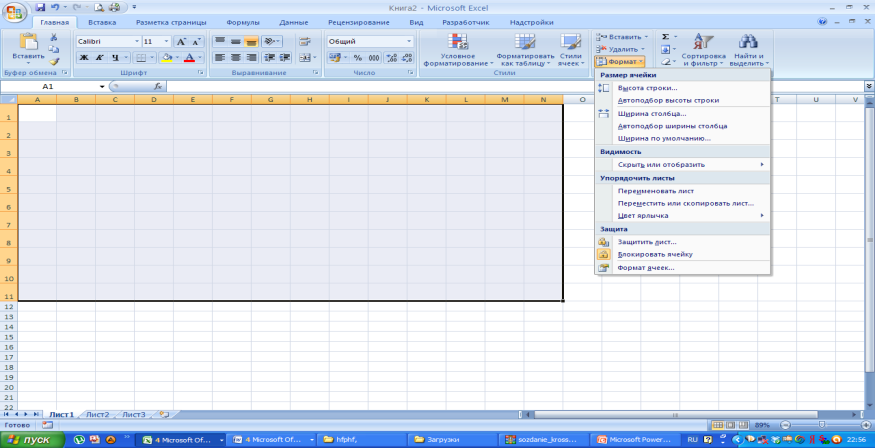 Книга2 - Microsoft Excel
Главная Вставка Разметка страницы Формулы Данные Рецензирование Вид Разработчик Надстройки
Calibri 11 Общий
Вставить Ж К Ч % 000 Условное форматирование Форматировать как таблицу Стили ячеек Вставить Удалить Формат Σ Сортировка и фильтр Найти и выделить
Буфер обмена Шрифт Выравнивание Число Стили
A1 fx
A B C D E F G H I J K L M N O T U V
1
2
3
4
5
6
7
8
9
10
11
12
13
14
15
16
17
18
19
20
21
22
Размер ячейки
Высота строки...
Автоподбор высоты строки
Ширина столбца...
Автоподбор ширины столбца
Ширина по умолчанию...
Видимость
Скрыть или отобразить
Упорядочить листы
Переименовать лист
Переместить или скопировать лист...
Цвет ярлычка
Защита
Защитить лист...
Блокировать ячейку
Формат ячеек...
Лист1 Лист2 Лист3
Готово 89%
пуск 4 Microsoft Of... 4 Microsoft Of... hfphf, Загрузки sozdanie_kross... Microsoft Power... RU 22:56